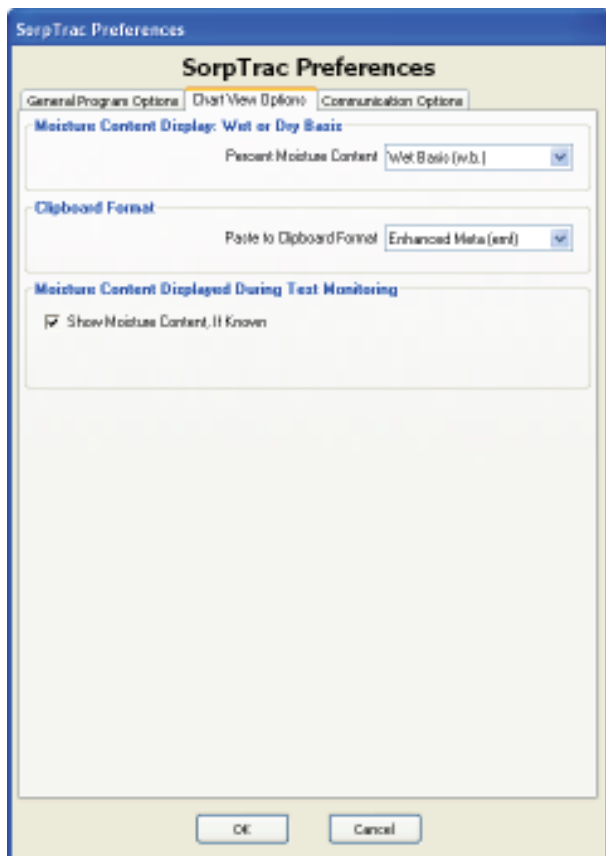 SorpTrac Preferences
SorpTrac Preferences
General Program Options Chart View Options Communication Options
Moisture Content Display: Wet or Dry Basis
Percent Moisture Content Wet Basis (w.b.)
Clipboard Format
Paste to Clipboard Format Enhanced Meta (emf)
Moisture Content Displayed During Test Monitoring
Show Moisture Content, If Known
OK Cancel